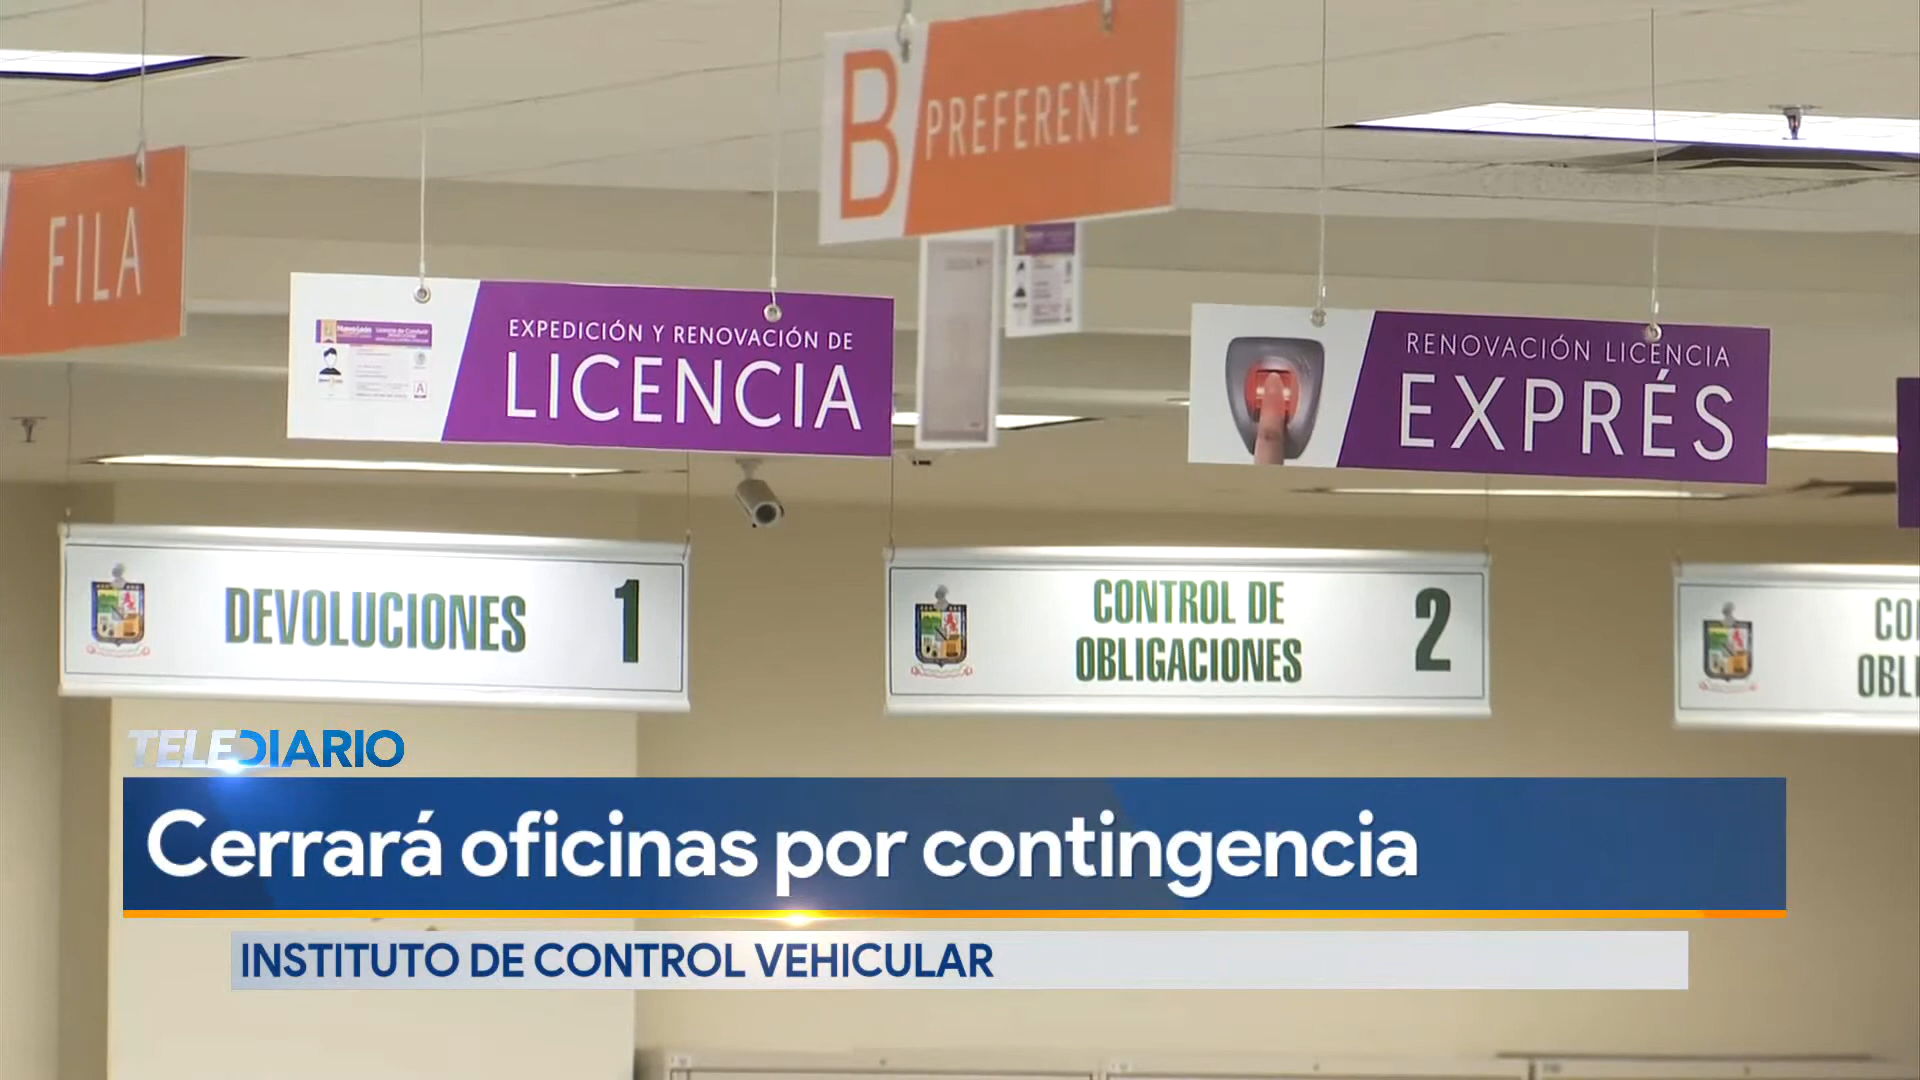 B PREFERENTE
FILA
EXPEDICIÓN Y RENOVACIÓN DE
LICENCIA
RENOVACIÓN LICENCIA
EXPRÉS
DEVOLUCIONES 1
CONTROL DE
OBLIGACIONES
2
TELEDIARIO
Cerrará oficinas por contingencia
INSTITUTO DE CONTROL VEHICULAR